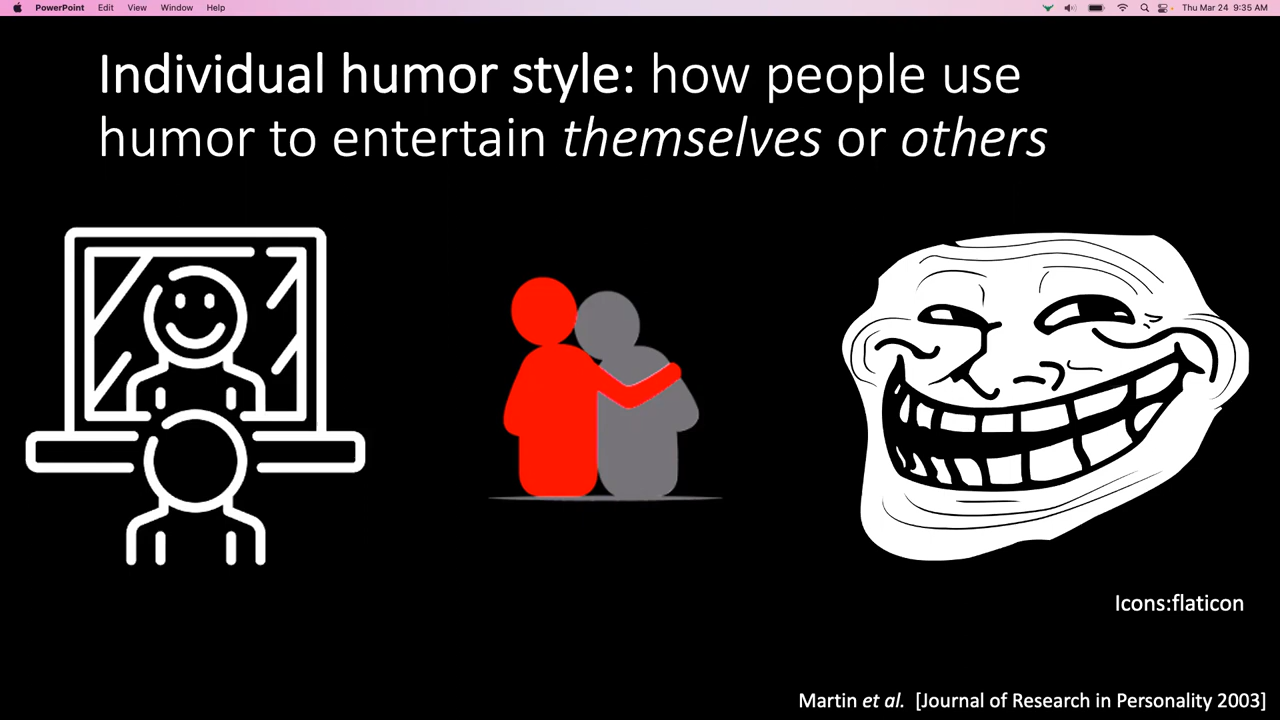 PowerPoint Edit View Window Help Thu Mar 24 9:35 AM
Individual humor style: how people use
humor to entertain themselves or others
Icons:flaticon
Martin et al. [Journal of Research in Personality 2003]